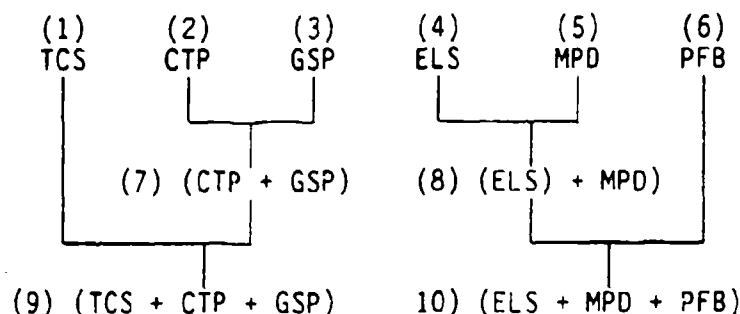 (1) (2) (3) (4) (5) (6)
TCS CTP GSP ELS MPD PFB
(7) (CTP + GSP) (8) (ELS) + MPD)
(9) (TCS + CTP + GSP) 10) (ELS + MPD + PFB)